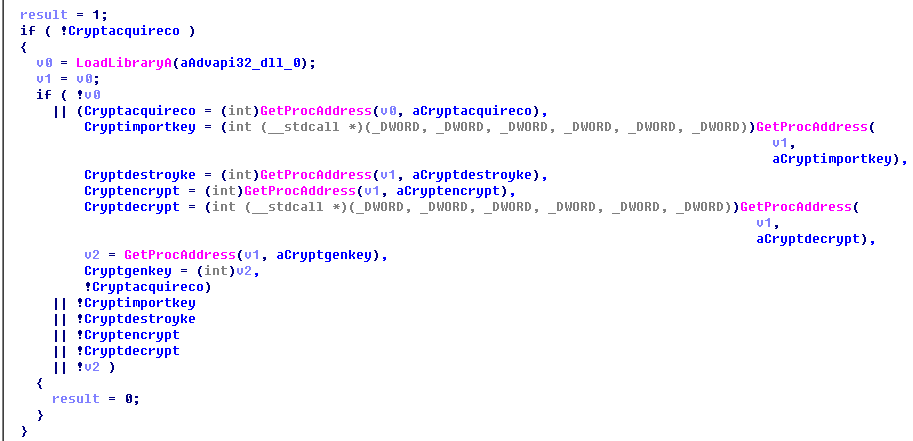 result = 1;
if ( !Cryptacquireco )
{
v0 = LoadLibraryA(aAdvapi32_dll_0);
v1 = v0;
if ( !v0
|| (Cryptacquireco = (int)GetProcAddress(v0, aCryptacquireco),
Cryptimportkey = (int (__stdcall *)(_DWORD, _DWORD, _DWORD, _DWORD, _DWORD, _DWORD))GetProcAddress(
v1,
aCryptimportkey),
Cryptdestroyke = (int)GetProcAddress(v1, aCryptdestroyke),
Cryptencrypt = (int)GetProcAddress(v1, aCryptencrypt),
Cryptdecrypt = (int (__stdcall *)(_DWORD, _DWORD, _DWORD, _DWORD, _DWORD, _DWORD))GetProcAddress(
v1,
aCryptdecrypt),
v2 = GetProcAddress(v1, aCryptgenkey),
Cryptgenkey = (int)v2,
!Cryptacquireco)
|| !Cryptimportkey
|| !Cryptdestroyke
|| !Cryptencrypt
|| !Cryptdecrypt
|| !v2 )
{
result = 0;
}
}